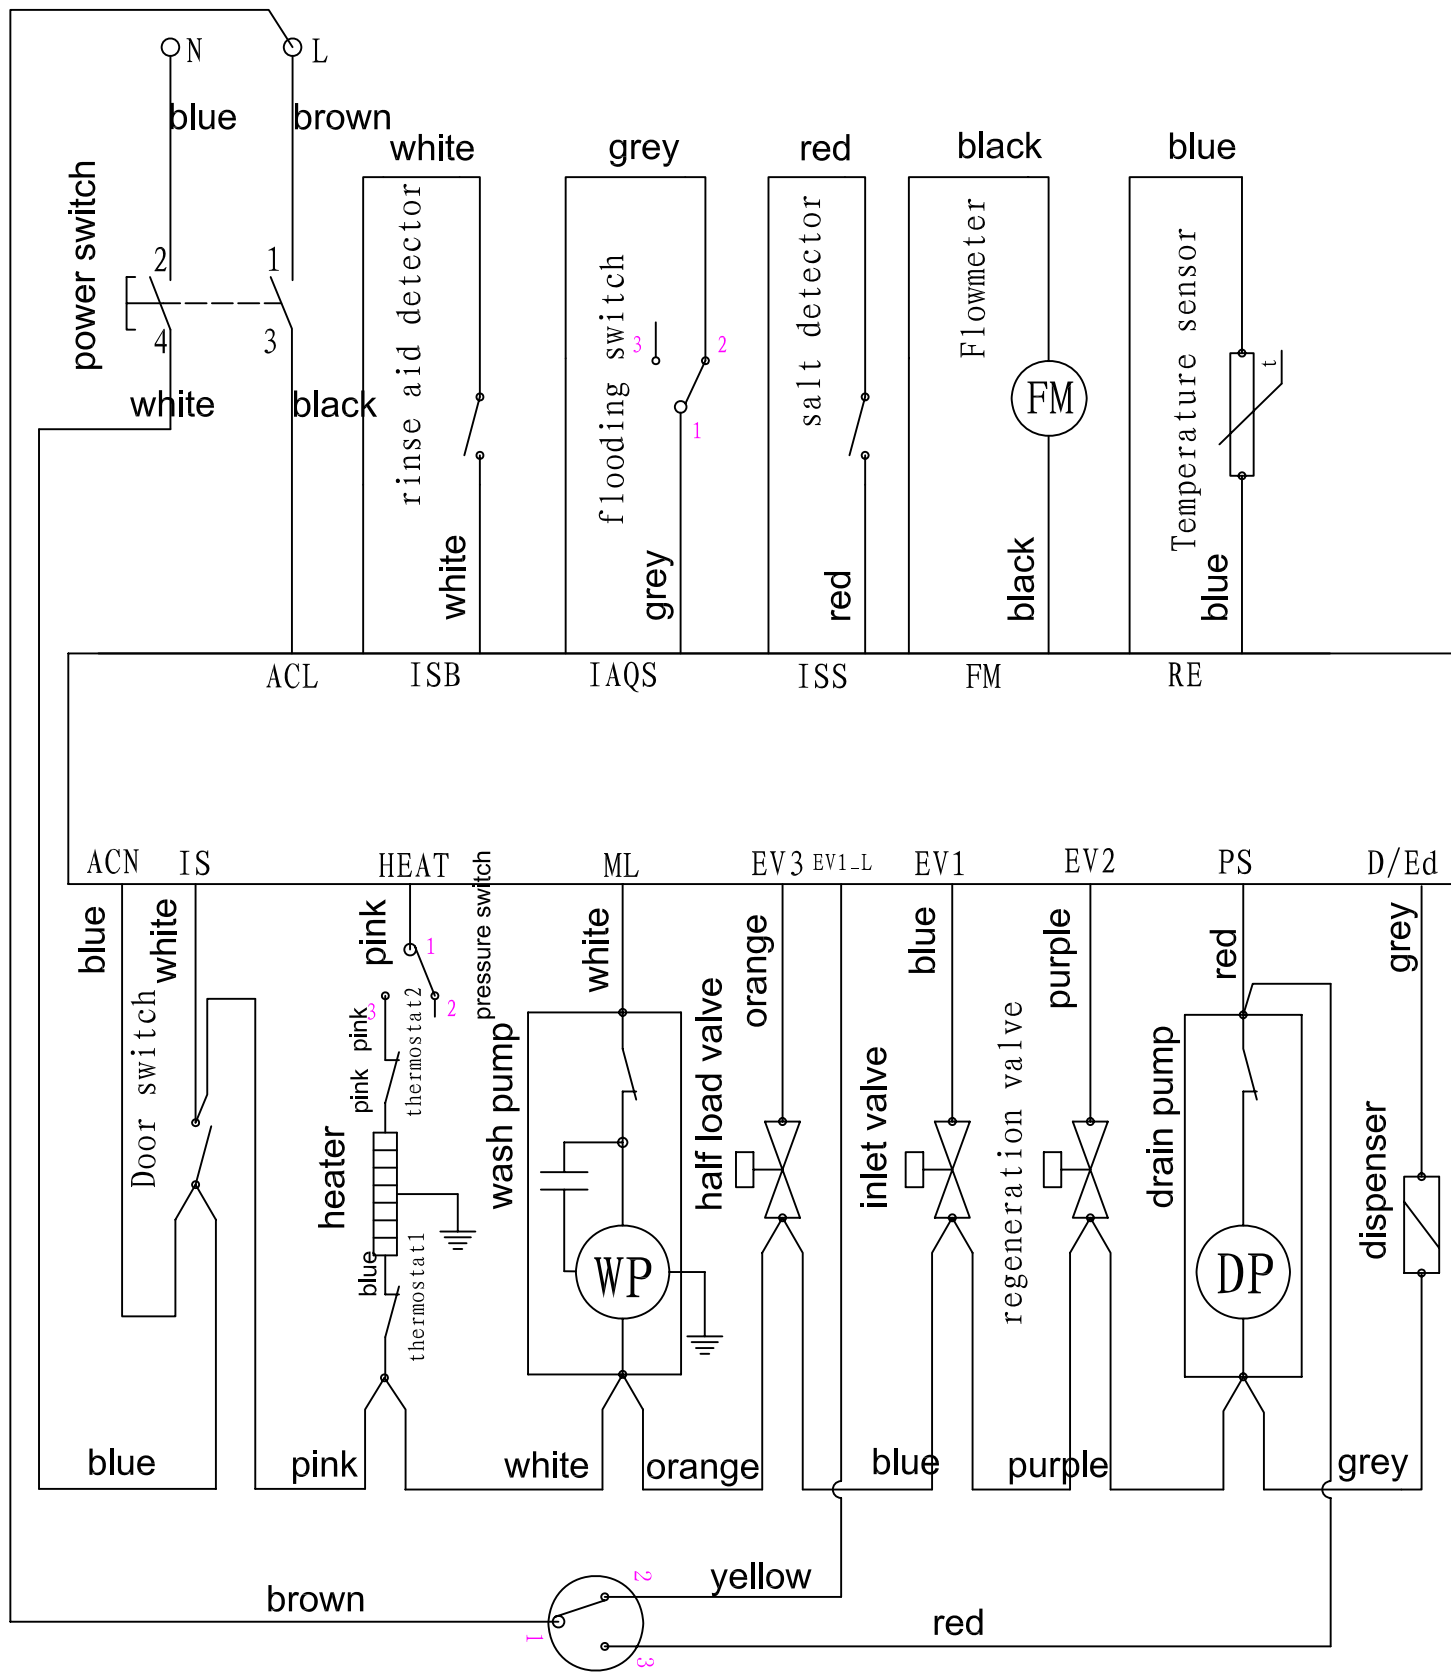 N
L
blue
brown
white
grey
red
black
blue
power switch
2
1
4
3
white
black
rinse aid detector
flooding switch
3
2
1
salt detector
Flowmeter
FM
Temperature sensor
t
white
grey
red
black
blue
ACL
ISB
IAQS
ISS
FM
RE
ACN
IS
HEAT
ML
EV3
EV1_L
EV1
EV2
PS
D/Ed
blue
white
pink
1
2
3
pressure switch
white
orange
blue
purple
red
grey
Door switch
pink
pink
thermostat2
heater
blue
thermostat1
wash pump
WP
half load valve
inlet valve
regeneration valve
drain pump
DP
dispenser
blue
pink
white
orange
blue
purple
grey
brown
yellow
red
1
2
3